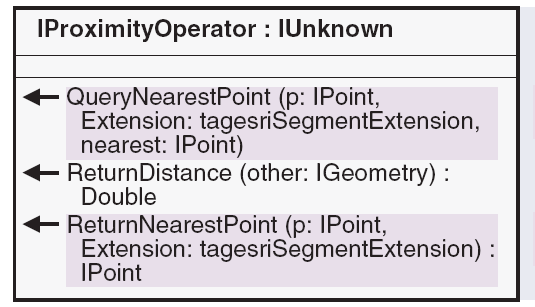 IProximityOperator : IUnknown
QueryNearestPoint (p: IPoint,
Extension: tagesriSegmentExtension,
nearest: IPoint)
ReturnDistance (other: IGeometry) :
Double
ReturnNearestPoint (p: IPoint,
Extension: tagesriSegmentExtension) :
IPoint